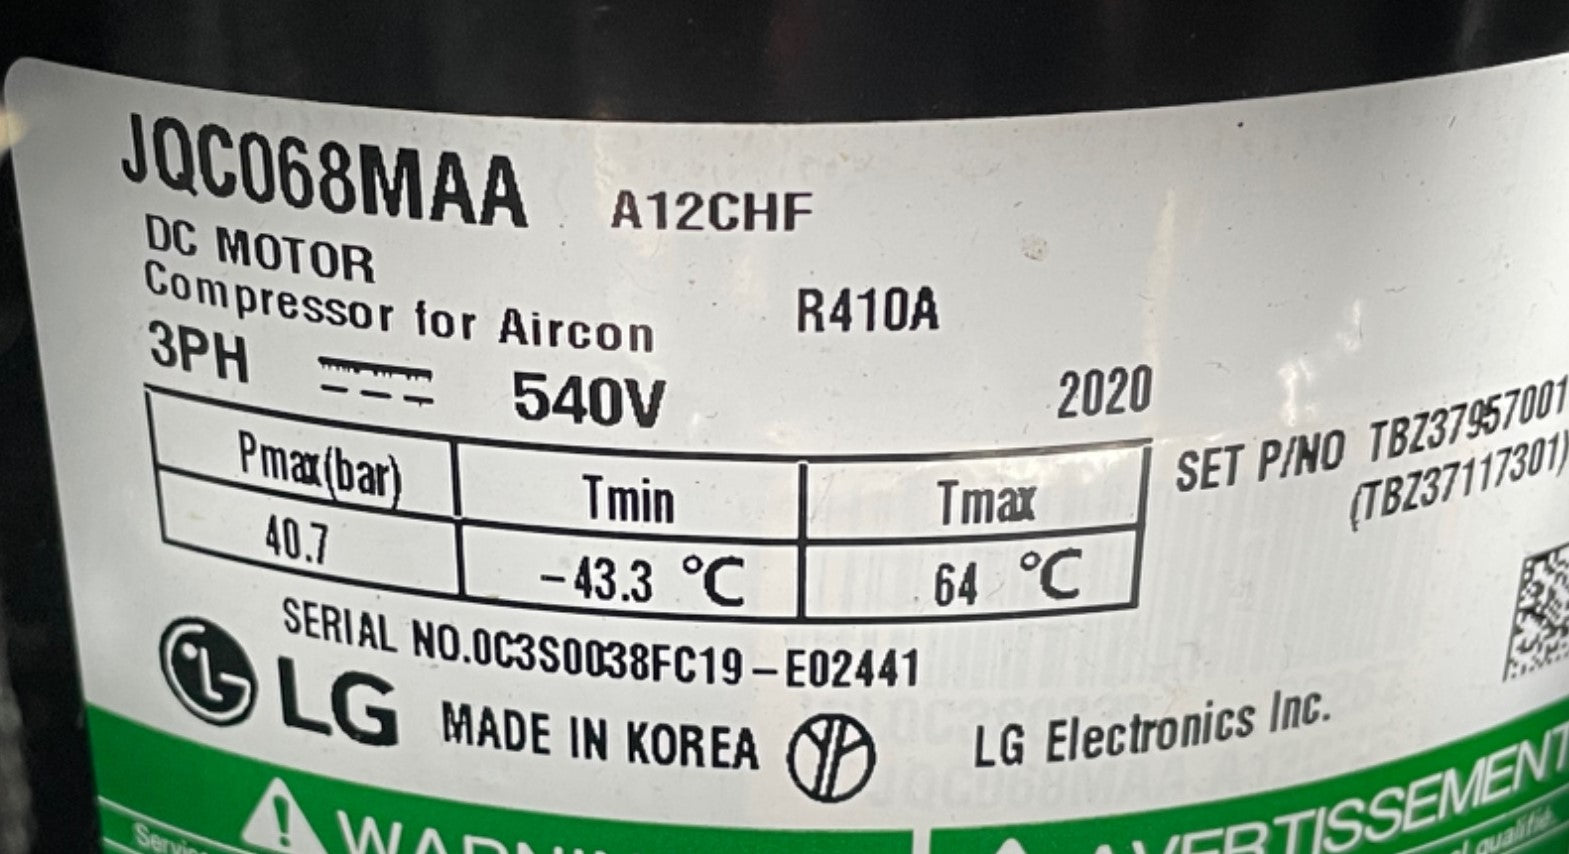 JQC068MAA A12CHF
DC MOTOR
Compressor for Aircon R410A
3PH 540V 2020
Pmax(bar) Tmin Tmax
40.7 -43.3 °C 64 °C
SET P/NO TBZ37957001
(TBZ37117301)
SERIAL NO.0C3S0038FC19-E02441
LG MADE IN KOREA LG Electronics Inc.
AVERTISSEMENT
qualifié